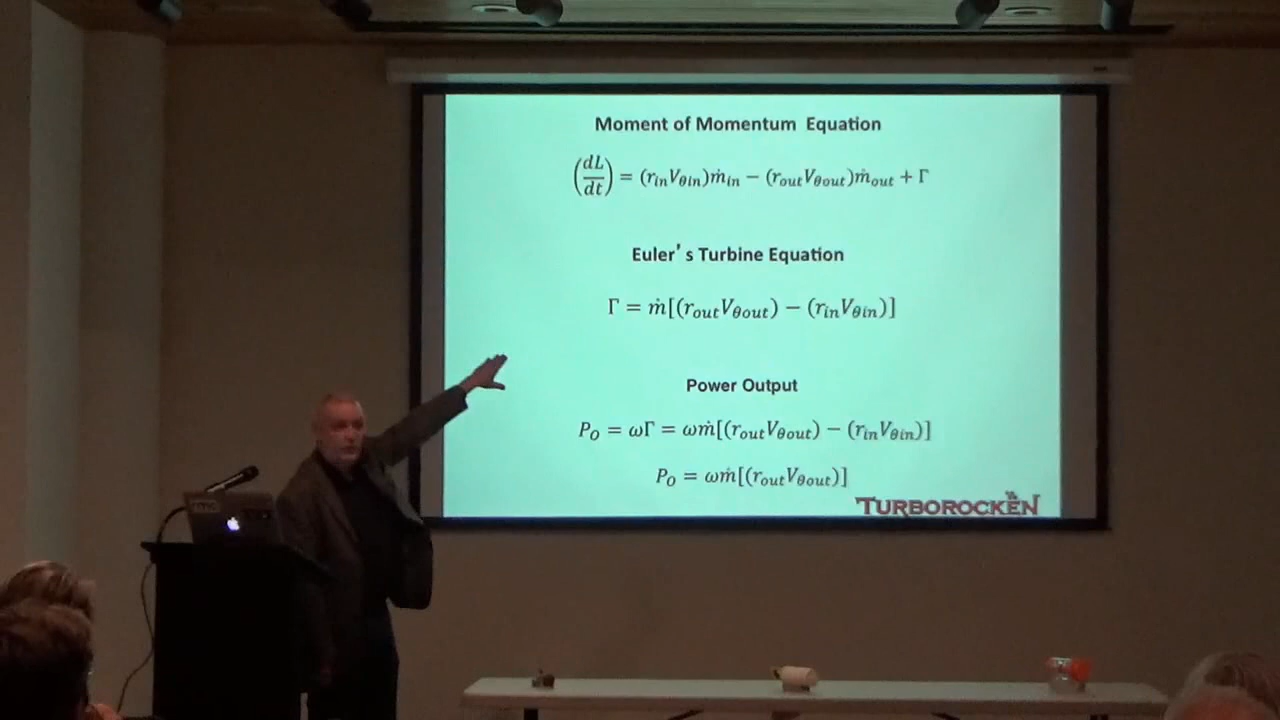 Moment of Momentum Equation
(dL/dt) = (r_in V_θin)ṁ_in − (r_out V_θout)ṁ_out + Γ
Euler's Turbine Equation
Γ = ṁ[(r_out V_θout) − (r_in V_θin)]
Power Output
P_O = ωΓ = ωṁ[(r_out V_θout) − (r_in V_θin)]
P_O = ωṁ[(r_out V_θout)]
TURBOROCKEN